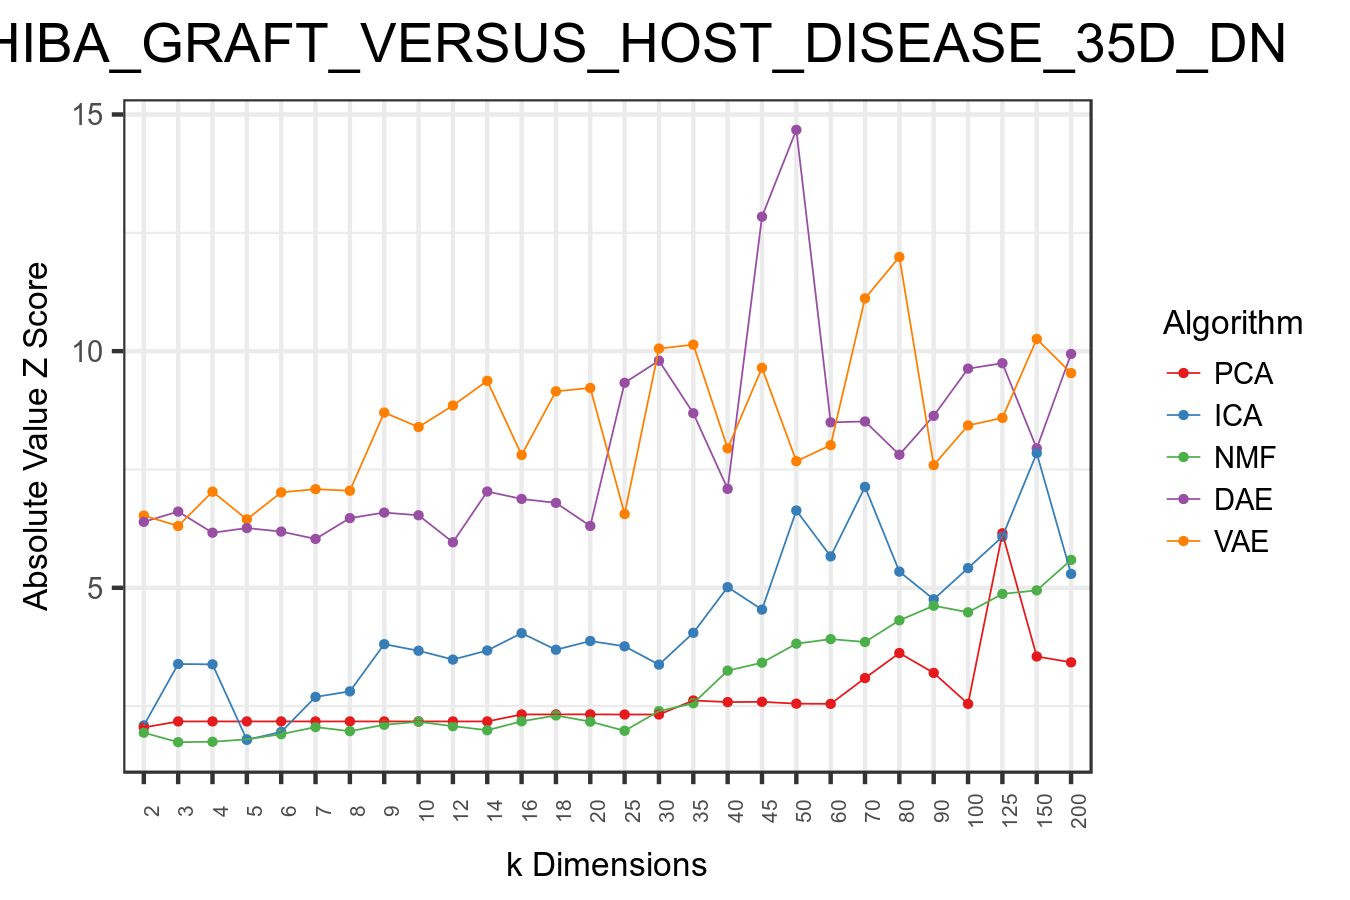 HIBA_GRAFT_VERSUS_HOST_DISEASE_35D_DN
15
10
5
Absolute Value Z Score
2 3 4 5 6 7 8 9 10 12 14 16 18 20 25 30 35 40 45 50 60 70 80 90 100 125 150 200
k Dimensions
Algorithm
PCA
ICA
NMF
DAE
VAE